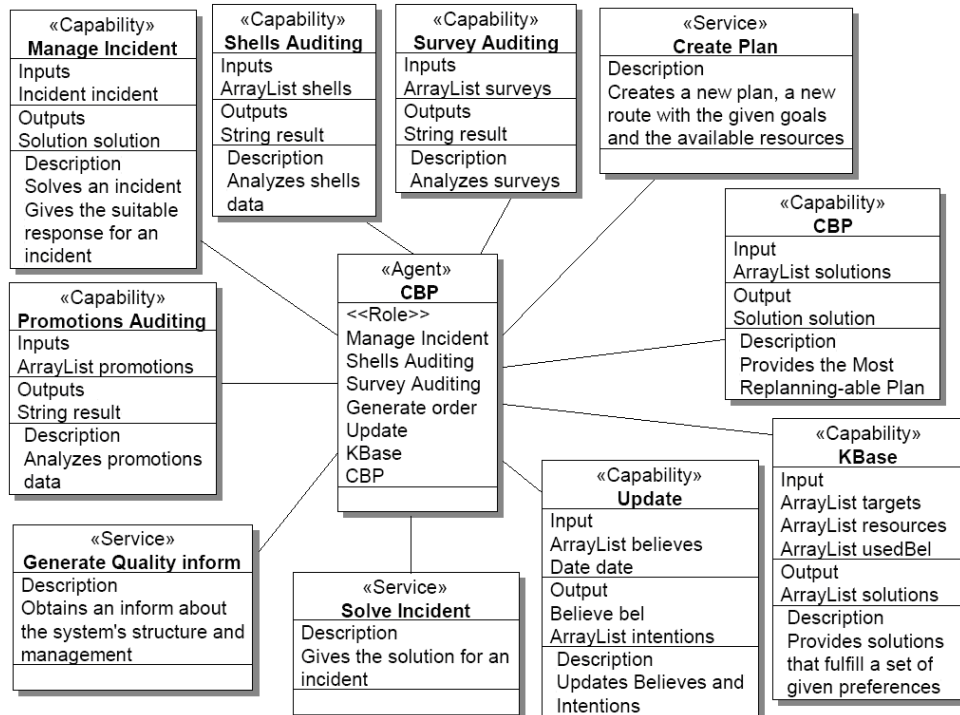 «Capability»
Manage Incident
Inputs
Incident incident
Outputs
Solution solution
Description
Solves an incident
Gives the suitable
response for an
incident
«Capability»
Shells Auditing
Inputs
ArrayList shells
Outputs
String result
Description
Analyzes shells
data
«Capability»
Survey Auditing
Inputs
ArrayList surveys
Outputs
String result
Description
Analyzes surveys
«Service»
Create Plan
Description
Creates a new plan, a new
route with the given goals
and the available resources
«Capability»
CBP
Input
ArrayList solutions
Output
Solution solution
Description
Provides the Most
Replanning-able Plan
«Agent»
CBP
<<Role>>
Manage Incident
Shells Auditing
Survey Auditing
Generate order
Update
KBase
CBP
«Capability»
Promotions Auditing
Inputs
ArrayList promotions
Outputs
String result
Description
Analyzes promotions
data
«Capability»
KBase
Input
ArrayList targets
ArrayList resources
ArrayList usedBel
Output
ArrayList solutions
Description
Provides solutions
that fulfill a set of
given preferences
«Capability»
Update
Input
ArrayList believes
Date date
Output
Believe bel
ArrayList intentions
Description
Updates Believes and
Intentions
«Service»
Generate Quality inform
Description
Obtains an inform about
the system's structure and
management
«Service»
Solve Incident
Description
Gives the solution for an
incident